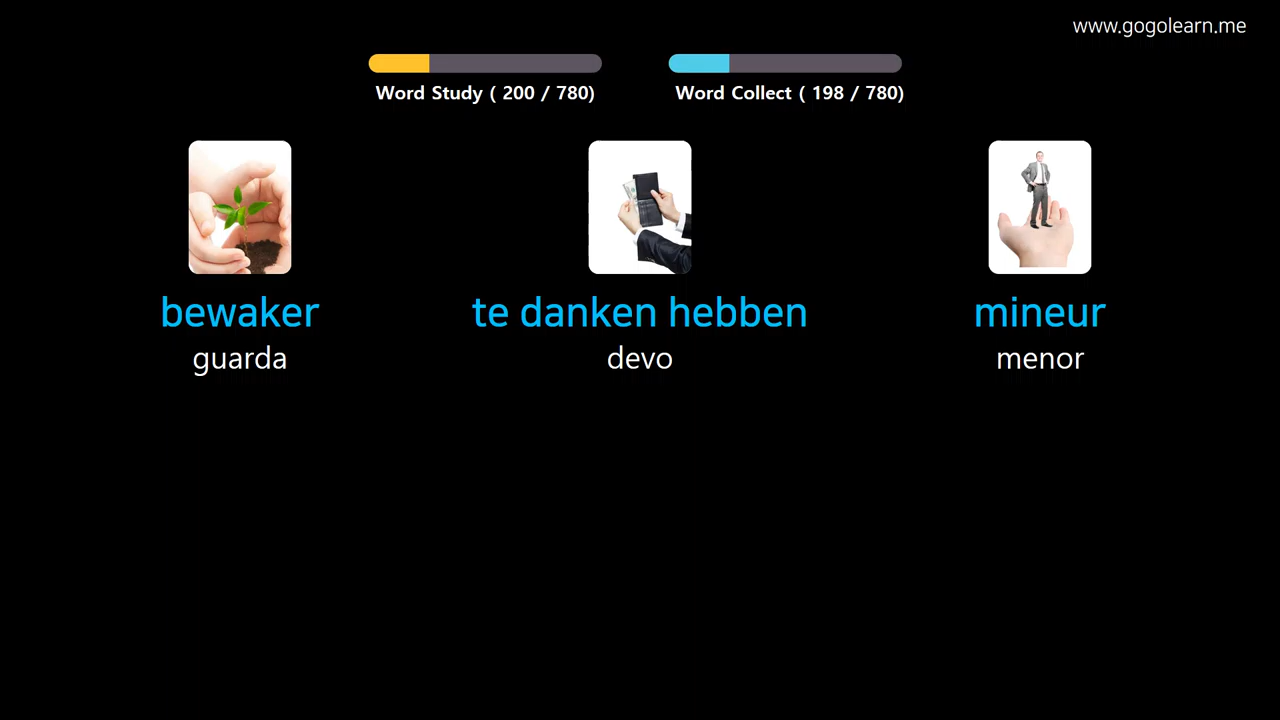 www.gogolearn.me
Word Study ( 200 / 780)
Word Collect ( 198 / 780)
bewaker
guarda
te danken hebben
devo
mineur
menor